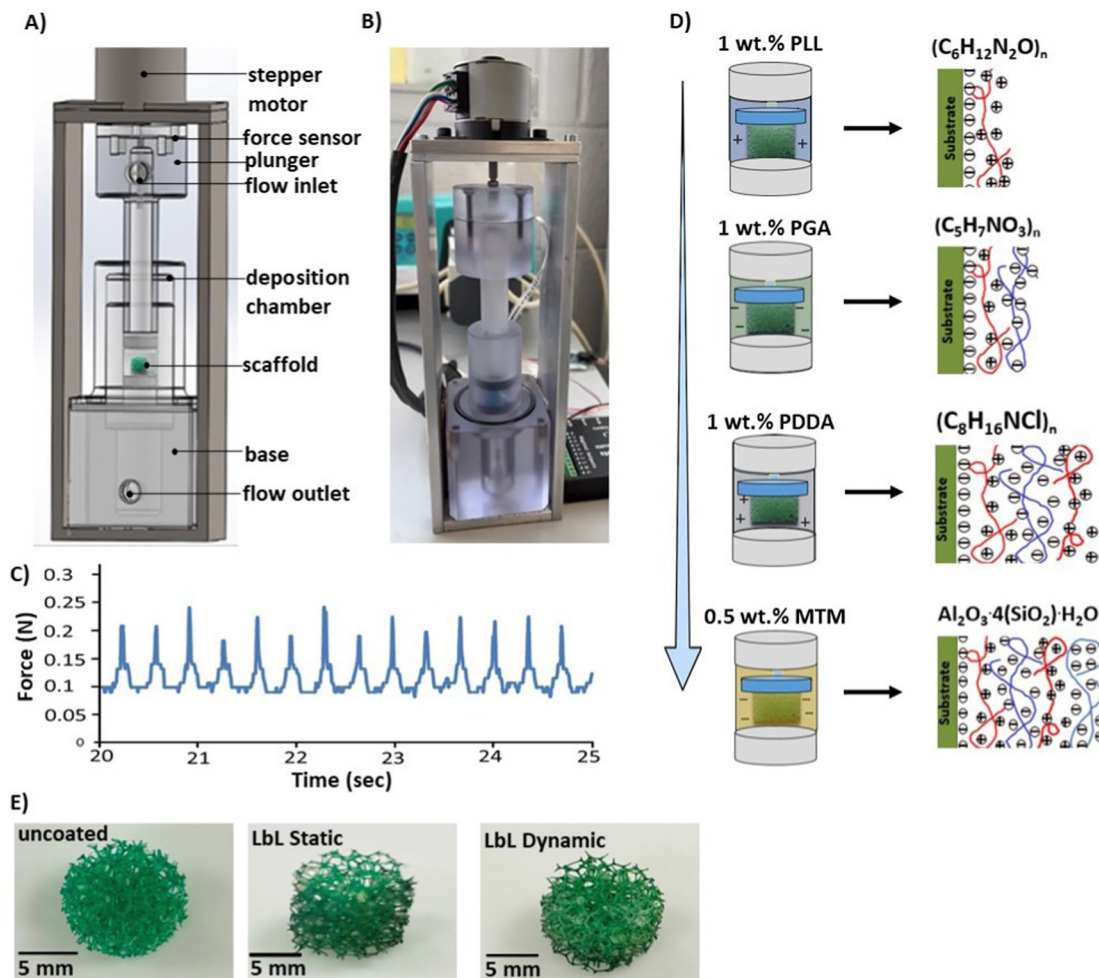 A)
stepper
motor
force sensor
plunger
flow inlet
deposition
chamber
scaffold
base
flow outlet
B)
C)
0.3
0.25
0.2
0.15
0.1
0.05
0
Force (N)
20
21
22
23
24
25
Time (sec)
D)
1 wt.% PLL
+
+
(C₆H₁₂N₂O)ₙ
Substrate
1 wt.% PGA
(C₅H₇NO₃)ₙ
Substrate
1 wt.% PDDA
+
+
(C₈H₁₆NCl)ₙ
Substrate
0.5 wt.% MTM
Al₂O₃·4(SiO₂)·H₂O
Substrate
E)
uncoated
5 mm
LbL Static
5 mm
LbL Dynamic
5 mm